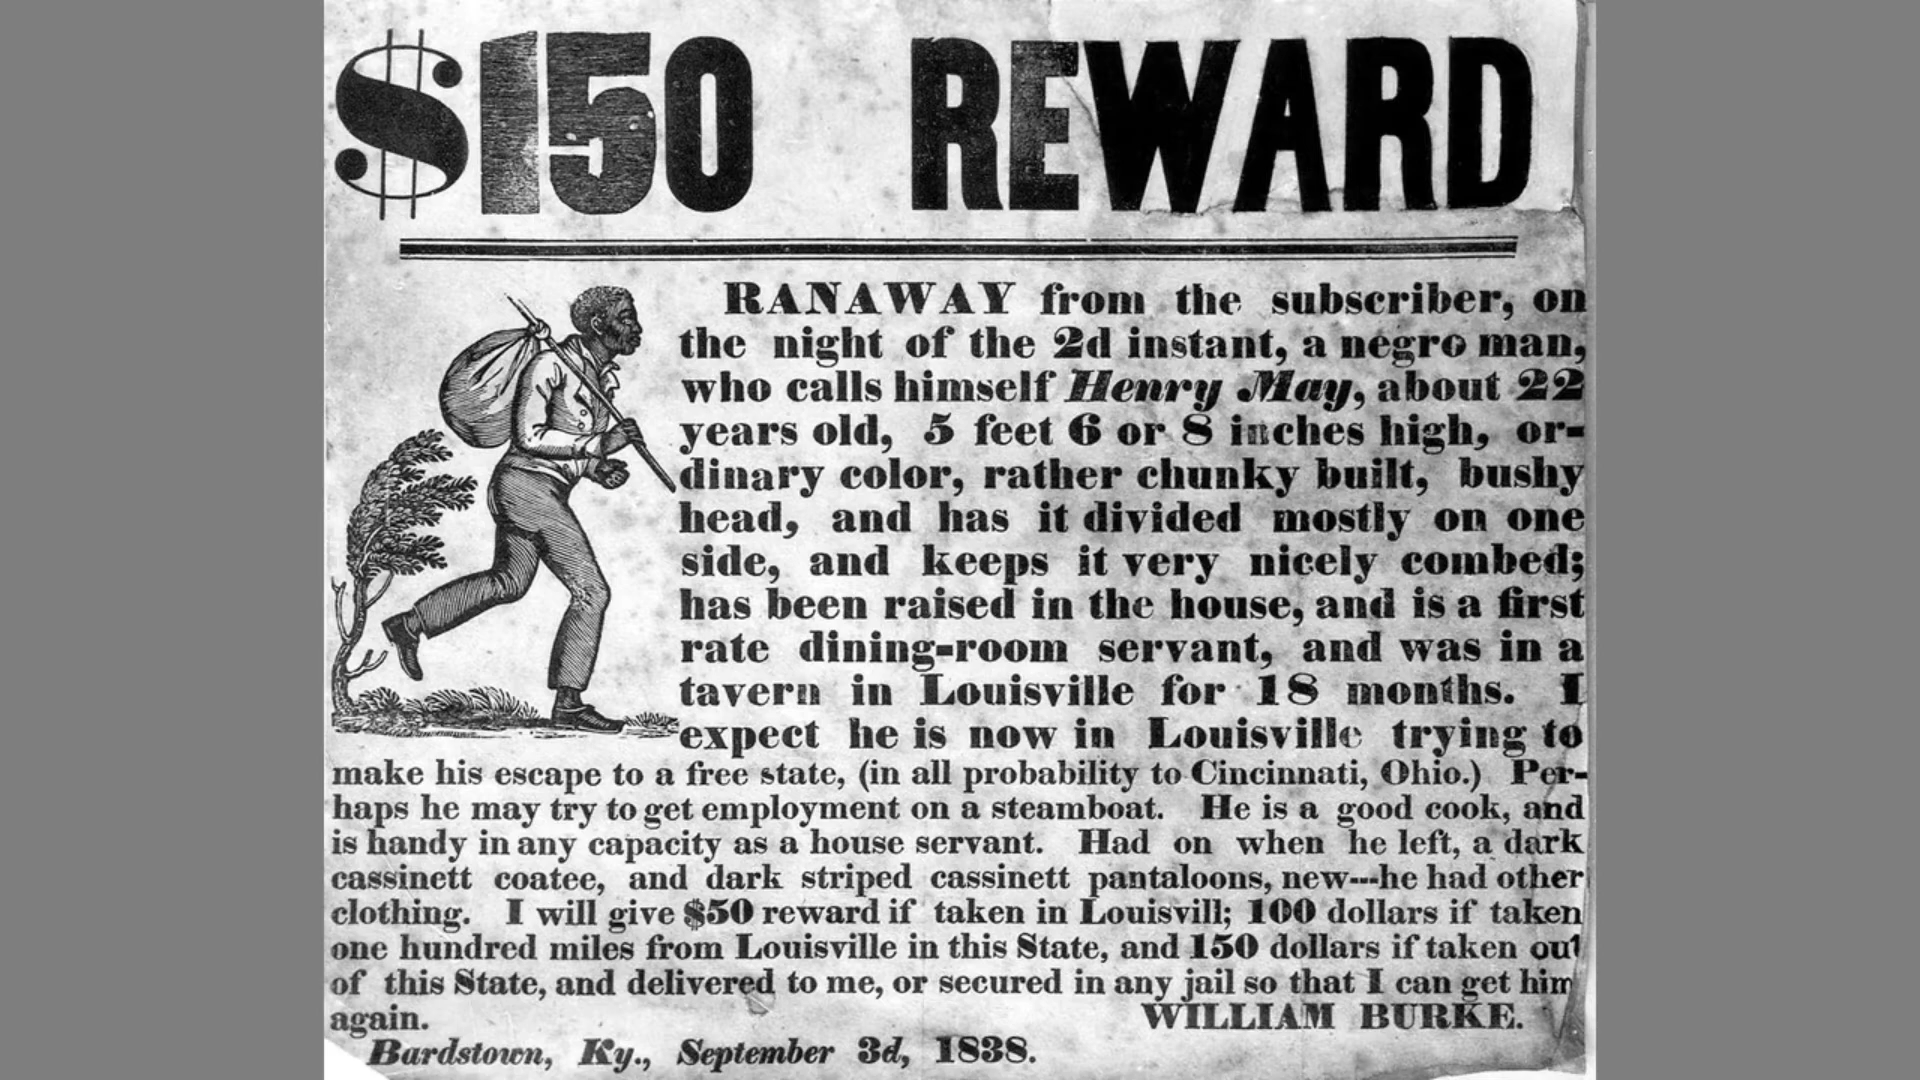 $150 REWARD
RANAWAY from the subscriber, on
the night of the 2d instant, a negro man,
who calls himself Henry May, about 22
years old, 5 feet 6 or 8 inches high, or-
dinary color, rather chunky built, bushy
head, and has it divided mostly on one
side, and keeps it very nicely combed;
has been raised in the house, and is a first
rate dining-room servant, and was in a
tavern in Louisville for 18 months. I
expect he is now in Louisville trying to
make his escape to a free state, (in all probability to Cincinnati, Ohio.) Per-
haps he may try to get employment on a steamboat. He is a good cook, and
is handy in any capacity as a house servant. Had on when he left, a dark
cassinett coatee, and dark striped cassinett pantaloons, new---he had other
clothing. I will give $50 reward if taken in Louisvill; 100 dollars if taken
one hundred miles from Louisville in this State, and 150 dollars if taken out
of this State, and delivered to me, or secured in any jail so that I can get him
again. WILLIAM BURKE.
Bardstown, Ky., September 3d, 1838.